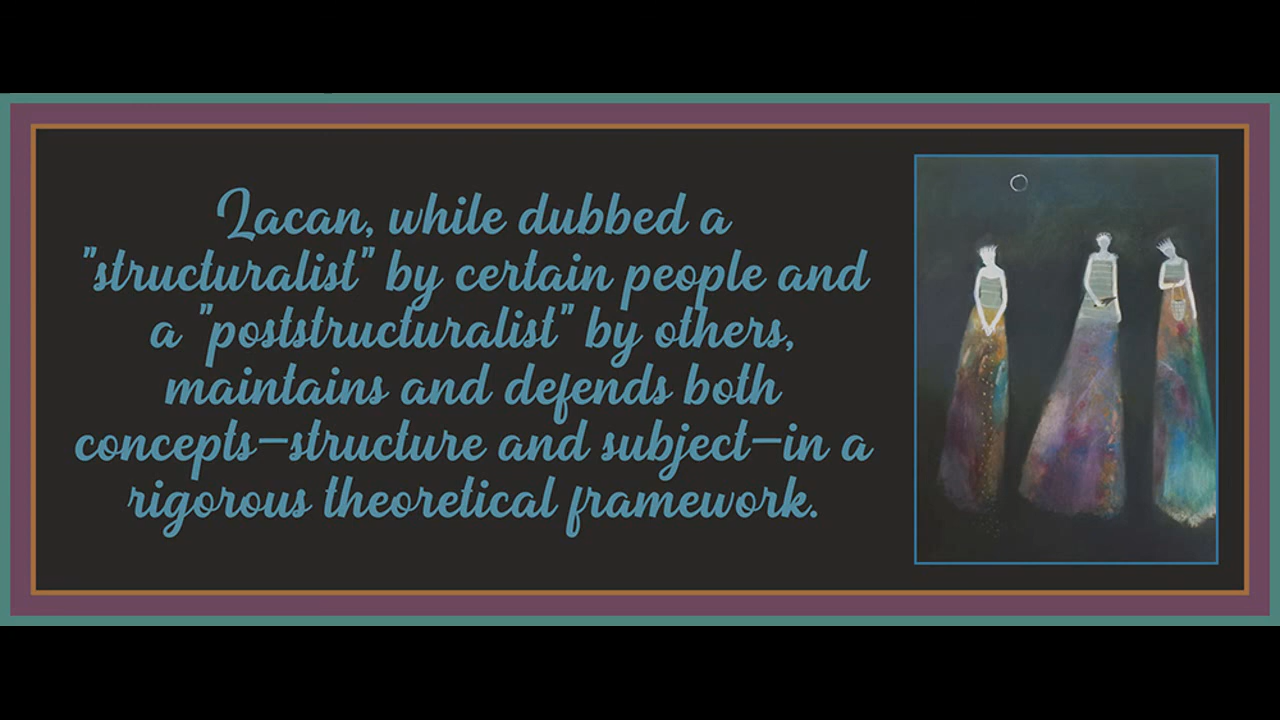 Lacan, while dubbed a
"structuralist" by certain people and
a "poststructuralist" by others,
maintains and defends both
concepts—structure and subject—in a
rigorous theoretical framework.